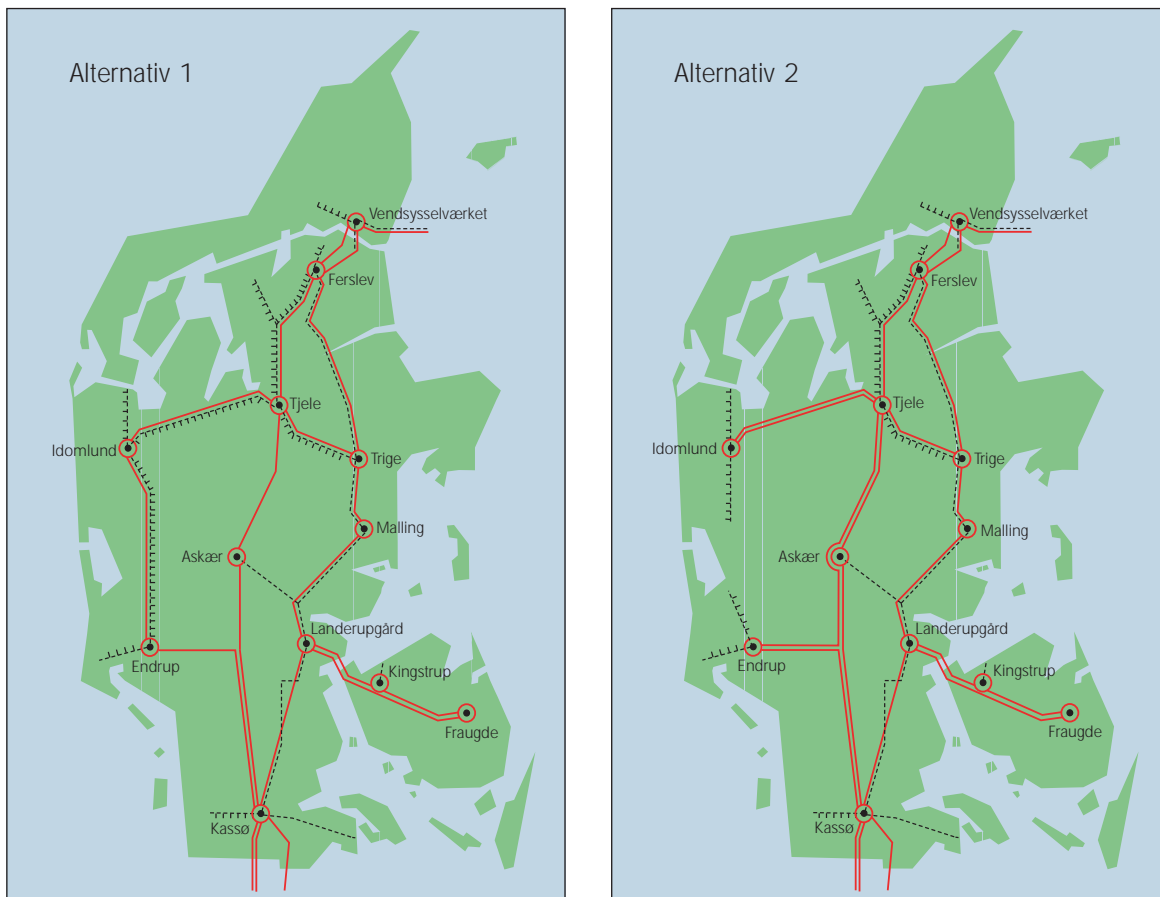 Alternativ 1
Vendsysselværket
Ferslev
Tjele
Idomlund
Trige
Malling
Askær
Landerupgård
Endrup
Kingstrup
Fraugde
Kassø
Alternativ 2
Vendsysselværket
Ferslev
Tjele
Idomlund
Trige
Malling
Askær
Landerupgård
Endrup
Kingstrup
Fraugde
Kassø